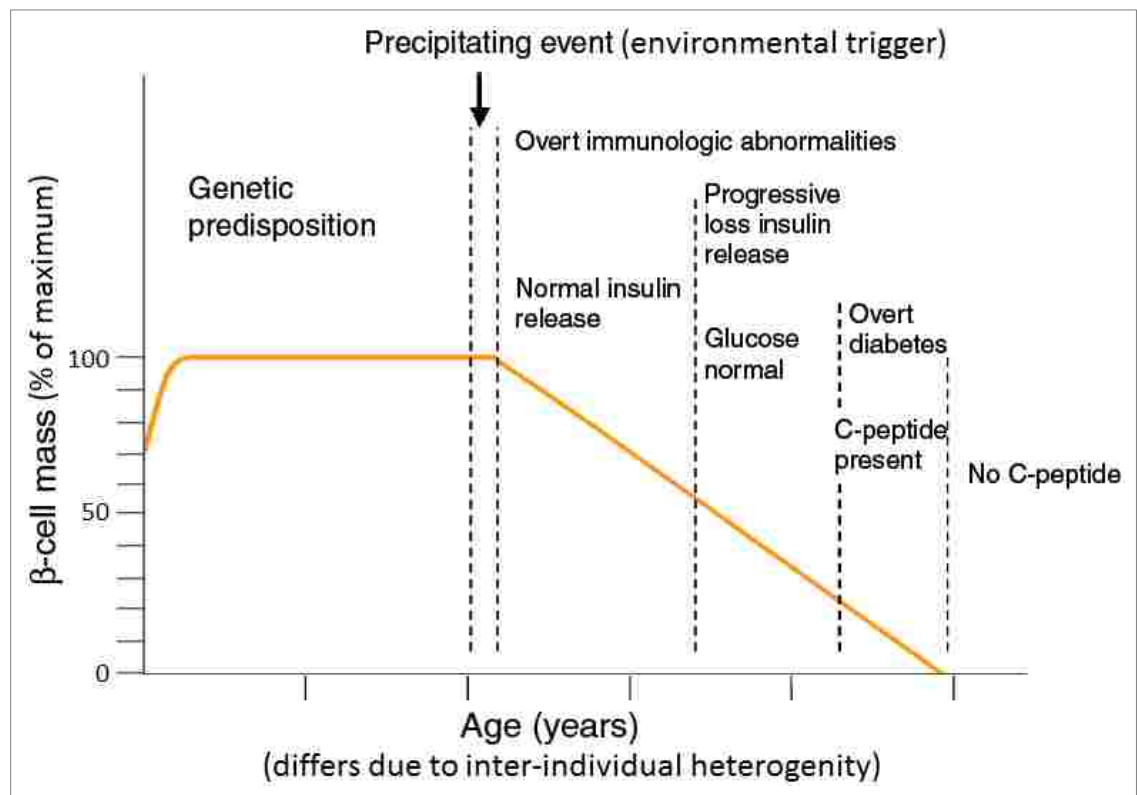 Precipitating event (environmental trigger)
Overt immunologic abnormalities
Genetic
predisposition
Progressive
loss insulin
release
Normal insulin
release
Glucose
normal
Overt
diabetes
C-peptide
present
No C-peptide
β-cell mass (% of maximum)
100
50
0
Age (years)
(differs due to inter-individual heterogenity)